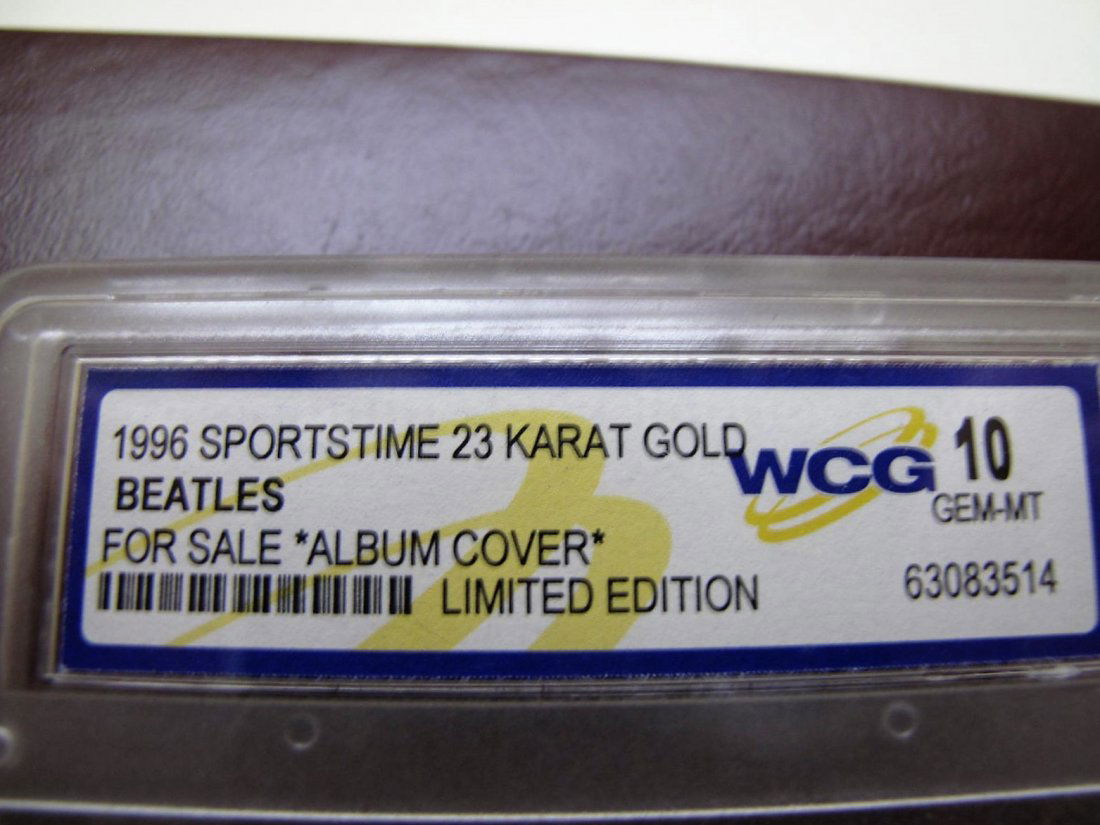 1996 SPORTSTIME 23 KARAT GOLD
BEATLES
FOR SALE *ALBUM COVER*
LIMITED EDITION
WCG 10
GEM-MT
63083514